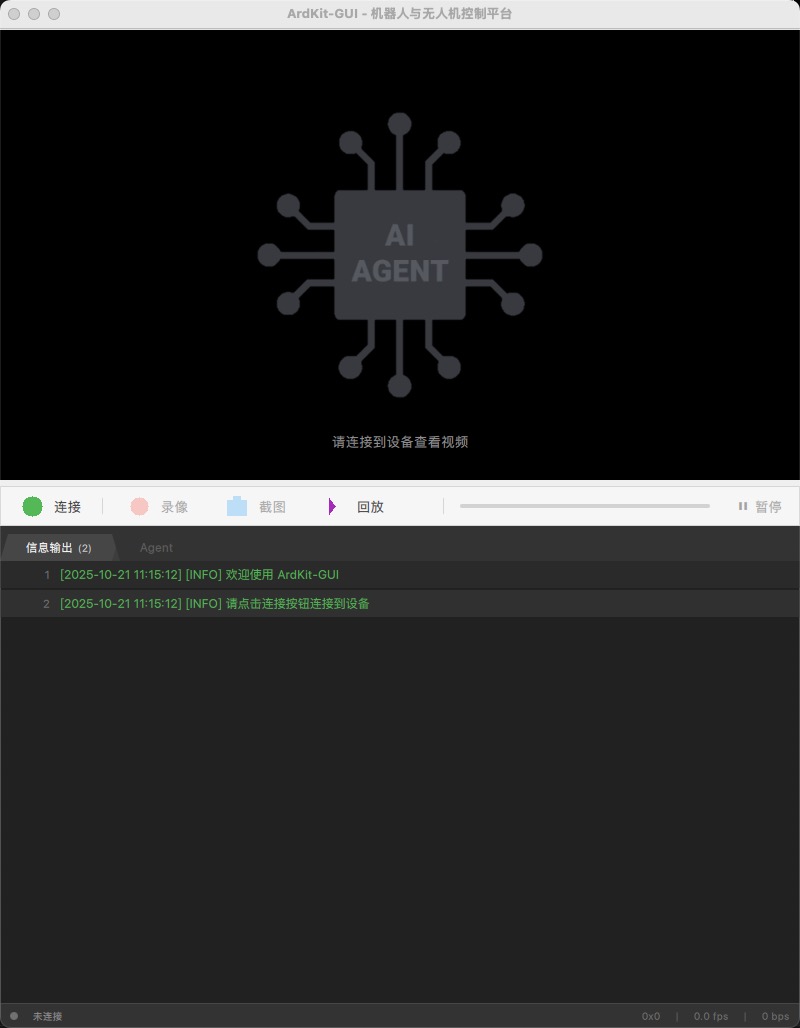 ArdKit-GUI - 机器人与无人机控制平台
AI
AGENT
请连接到设备查看视频
连接 录像 截图 回放 暂停
信息输出 (2) Agent
1 [2025-10-21 11:15:12] [INFO] 欢迎使用 ArdKit-GUI
2 [2025-10-21 11:15:12] [INFO] 请点击连接按钮连接到设备
未连接 0x0 | 0.0 fps | 0 bps